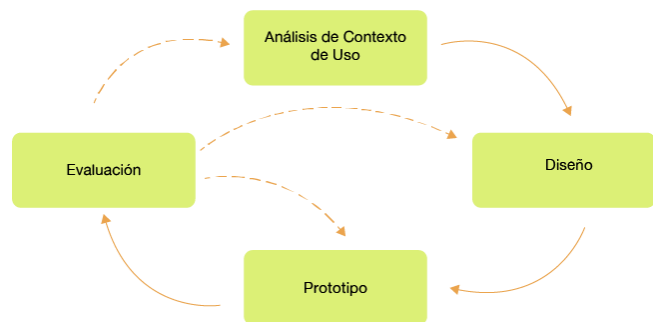 Análisis de Contexto
de Uso
Evaluación
Diseño
Prototipo